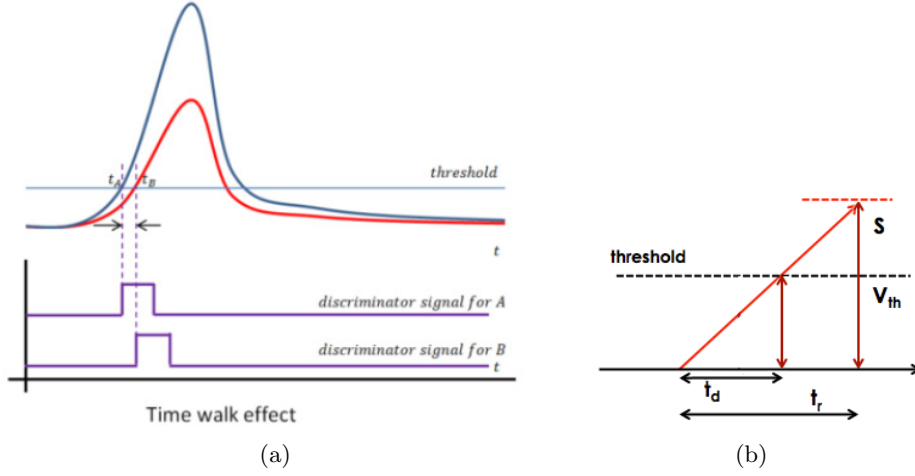 threshold
t_A t_B
t
discriminator signal for A
discriminator signal for B
t
Time walk effect
(a)
S
threshold
V_th
t_d
t_r
(b)